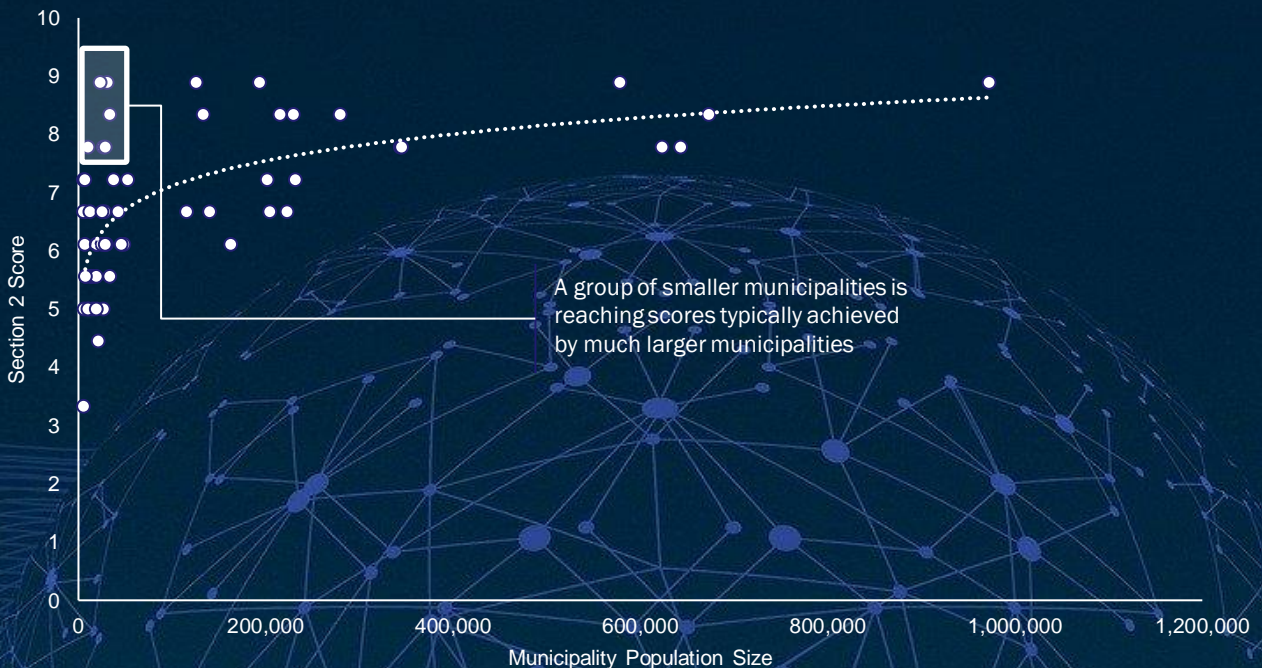 10
9
8
7
6
5
4
3
2
1
0
Section 2 Score
A group of smaller municipalities is
reaching scores typically achieved
by much larger municipalities
0 200,000 400,000 600,000 800,000 1,000,000 1,200,000
Municipality Population Size